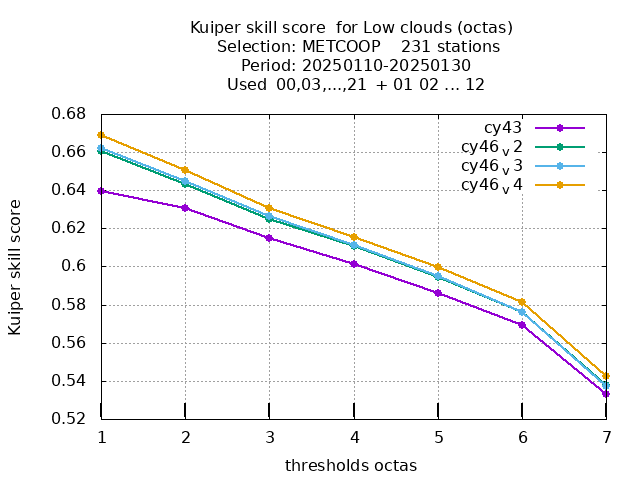 Kuiper skill score  for Low clouds (octas)
Selection: METCOOP    231 stations
Period: 20250110-20250130
Used  00,03,...,21  + 01 02 ... 12
0.68
0.66
0.64
0.62
0.6
0.58
0.56
0.54
0.52
Kuiper skill score
cy43
cy46 v 2
cy46 v 3
cy46 v 4
1 2 3 4 5 6 7
thresholds octas